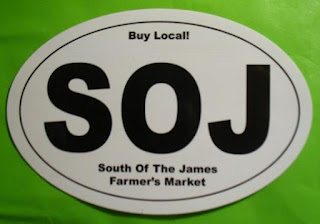 Buy Local!
SOJ
South Of The James
Farmer's Market